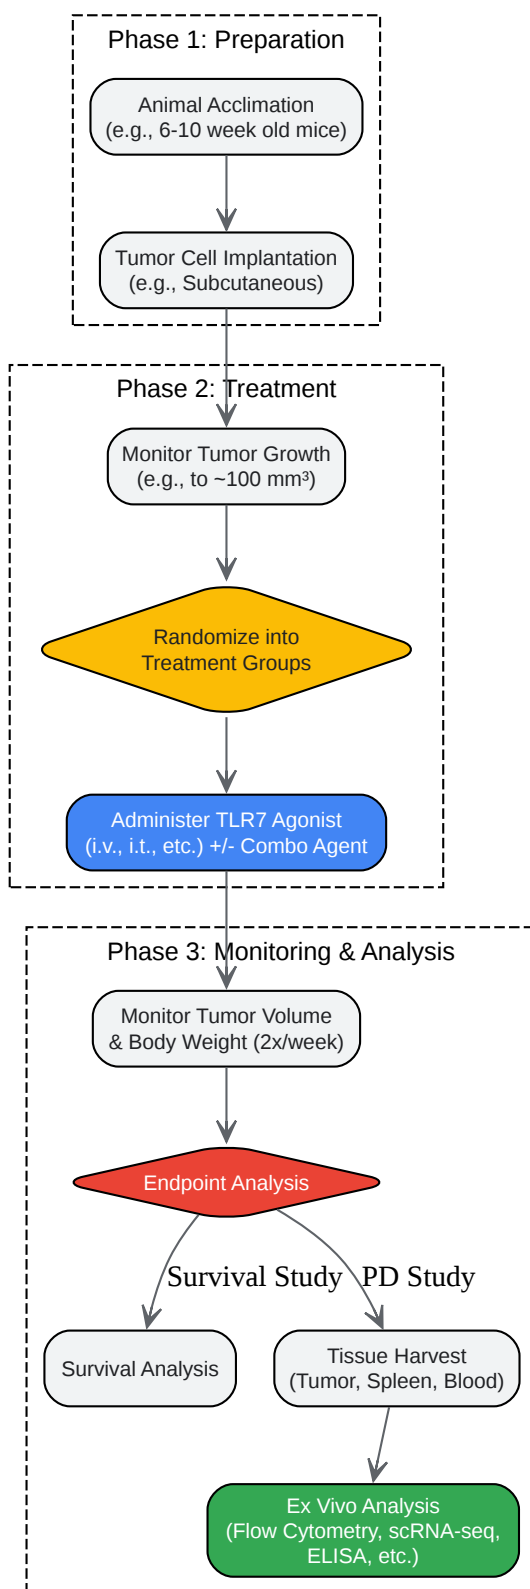 Phase 1: Preparation
Animal Acclimation
(e.g., 6-10 week old mice)
Tumor Cell Implantation
(e.g., Subcutaneous)
Phase 2: Treatment
Monitor Tumor Growth
(e.g., to ~100 mm³)
Randomize into
Treatment Groups
Administer TLR7 Agonist
(i.v., i.t., etc.) +/- Combo Agent
Phase 3: Monitoring & Analysis
Monitor Tumor Volume
& Body Weight (2x/week)
Endpoint Analysis
Survival Study
PD Study
Survival Analysis
Tissue Harvest
(Tumor, Spleen, Blood)
Ex Vivo Analysis
(Flow Cytometry, scRNA-seq,
ELISA, etc.)